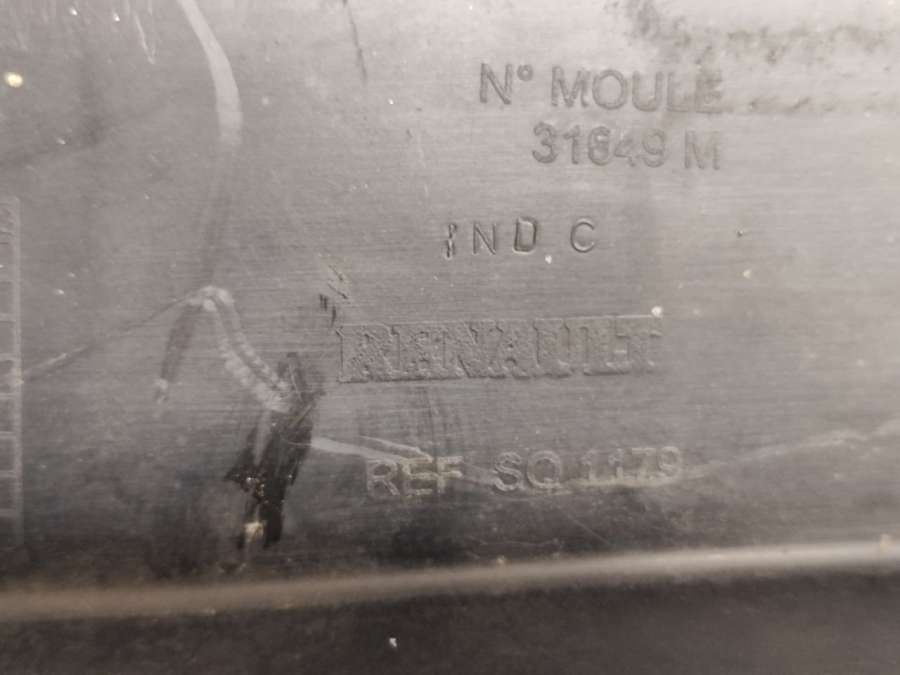 N° MOULE
31649 M
IND C
RENAULT
REF SQ 1179